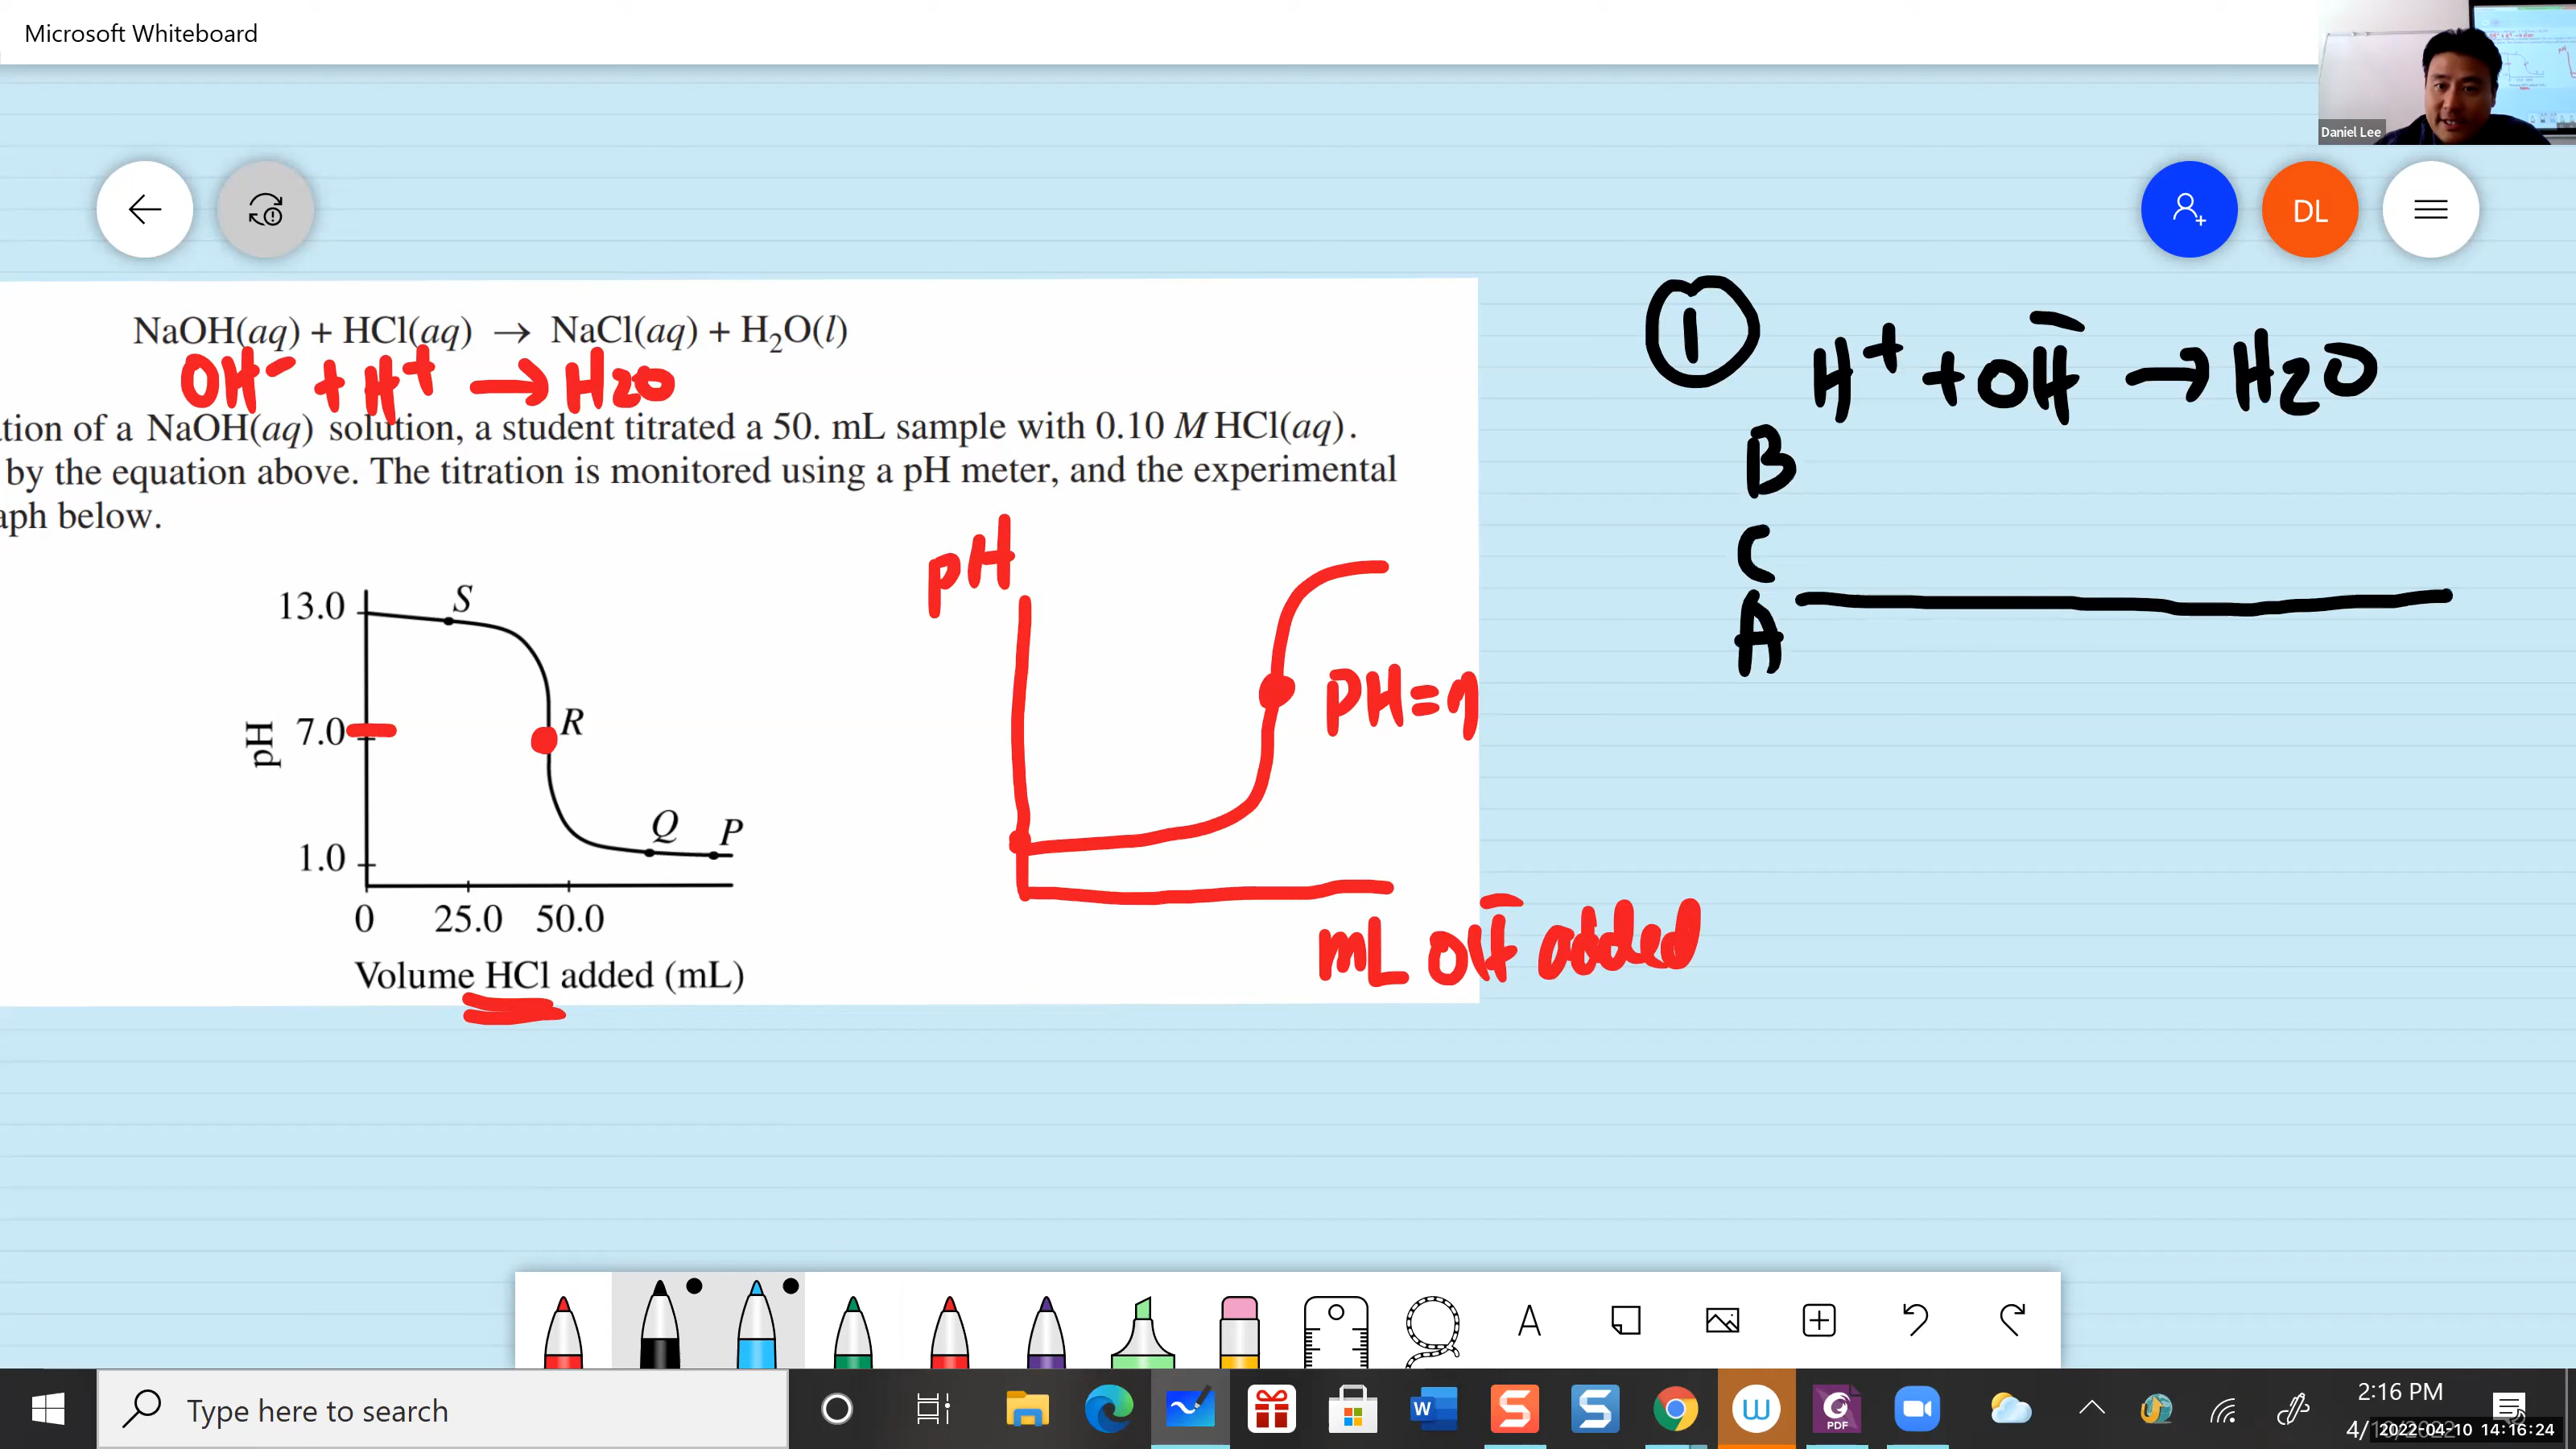 Microsoft Whiteboard
Daniel Lee
DL
NaOH(aq) + HCl(aq) → NaCl(aq) + H₂O(l)
OH⁻ + H⁺ → H2O
tion of a NaOH(aq) solution, a student titrated a 50. mL sample with 0.10 M HCl(aq).
by the equation above. The titration is monitored using a pH meter, and the experimental
aph below.
13.0
S
7.0
R
pH
Q
P
1.0
0 25.0 50.0
Volume HCl added (mL)
pH
pH=7
mL OH⁻ added
1
H⁺ + OH⁻ → H2O
B
C
A
Type here to search
PDF
2:16 PM
2022-04-10 14:16:24